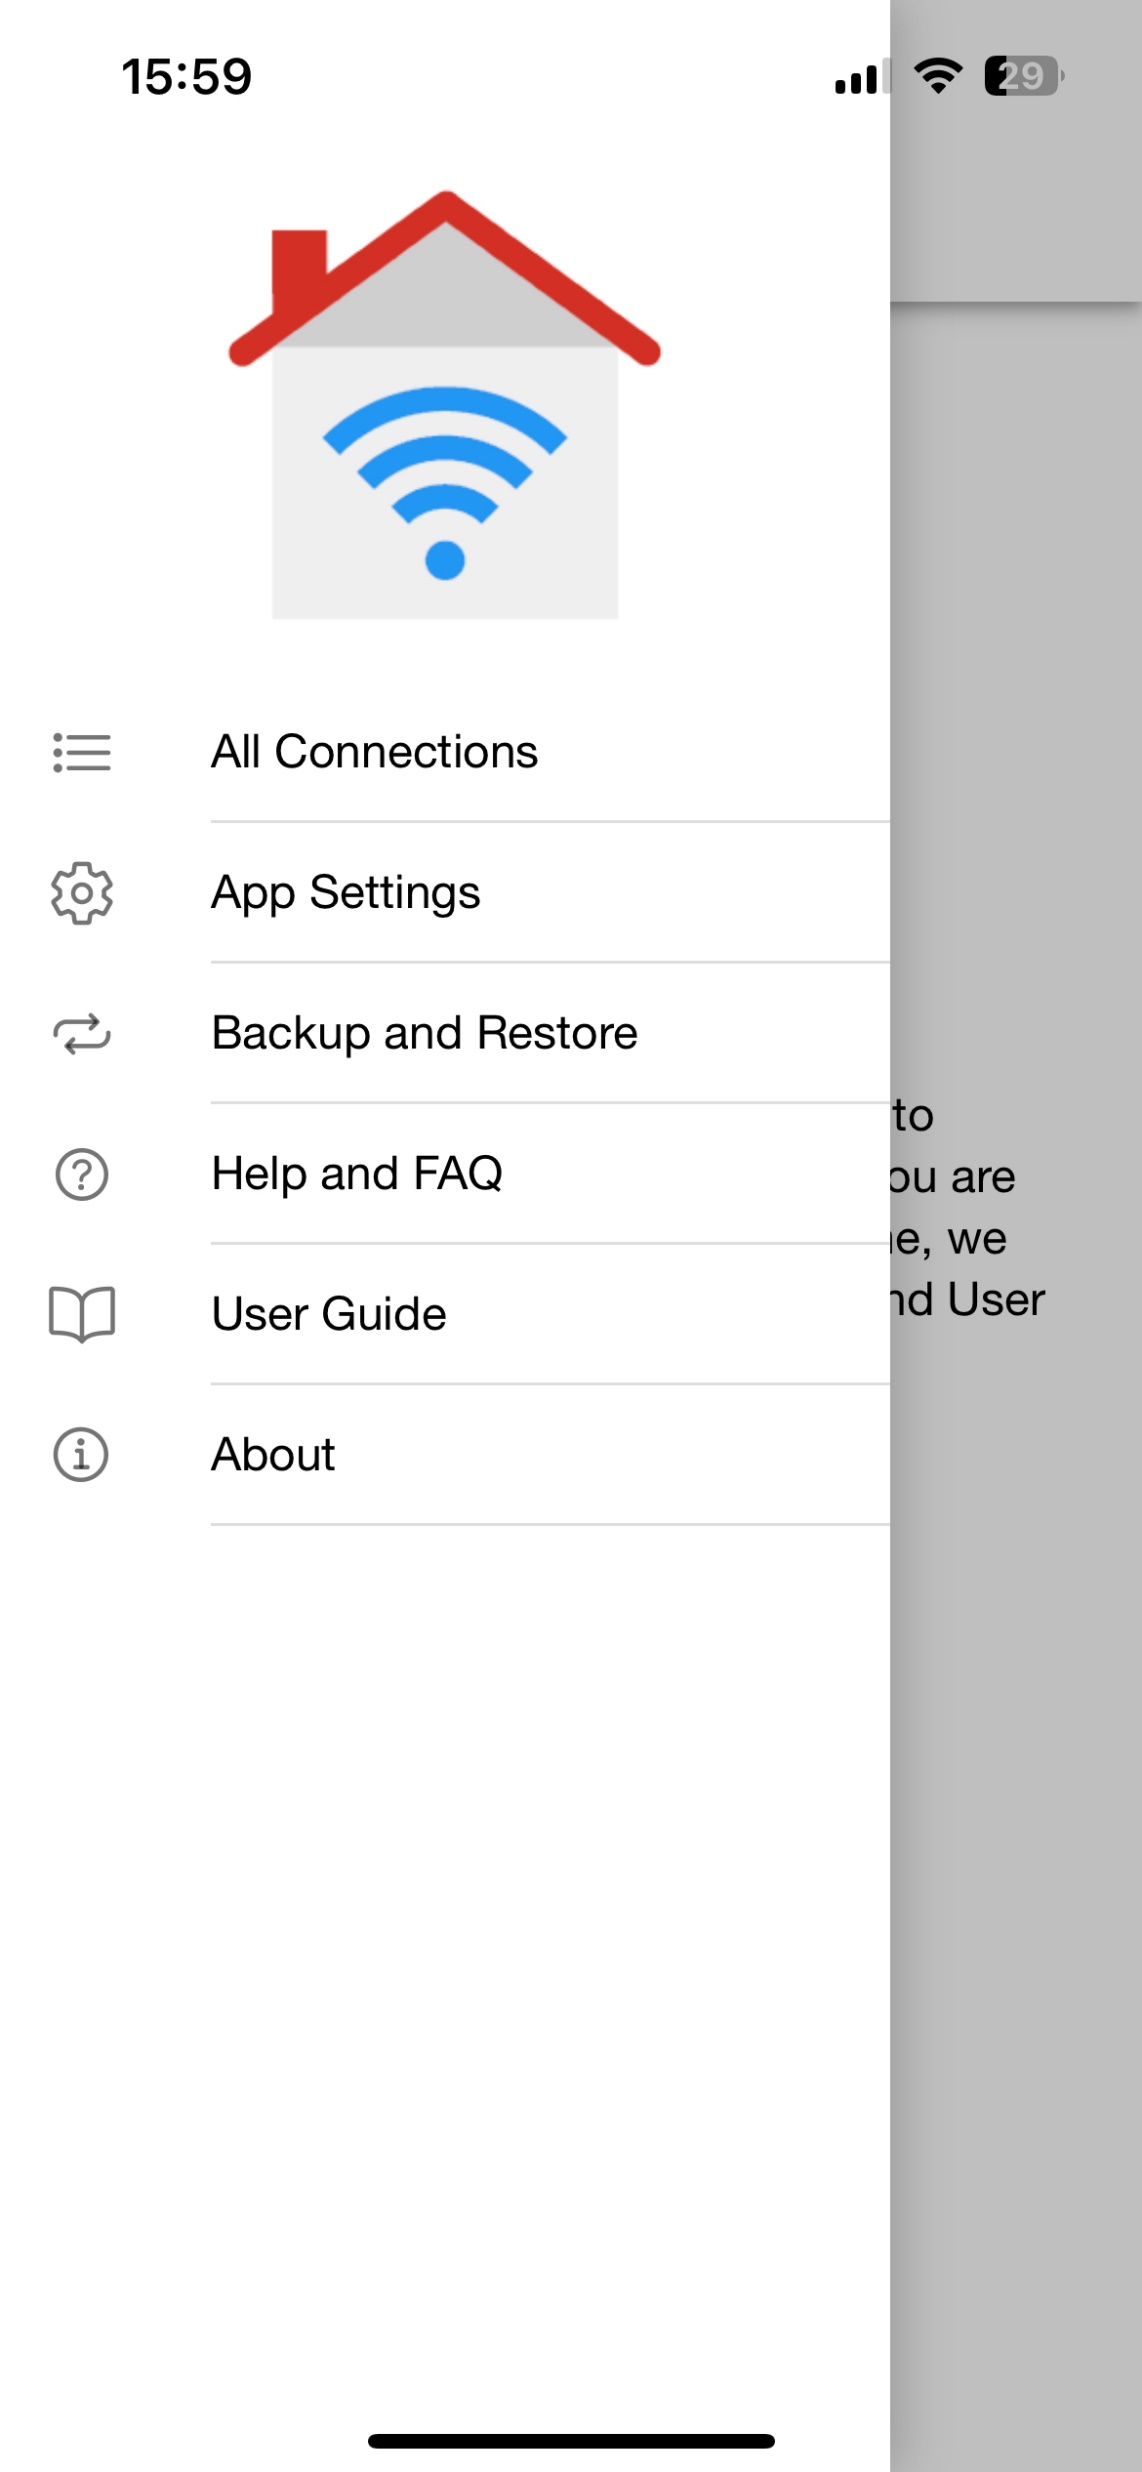 15:59
29
All Connections
App Settings
Backup and Restore
to
Help and FAQ
ou are
e, we
User Guide
nd User
About